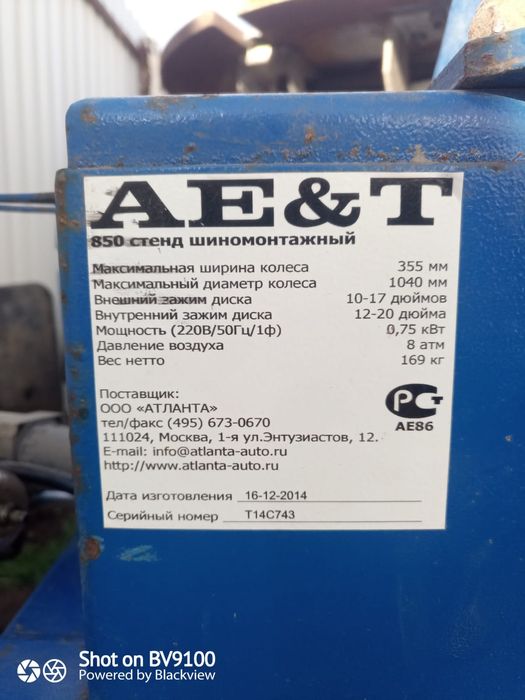 AE&T
850 стенд шиномонтажный
Максимальная ширина колеса 355 мм
Максимальный диаметр колеса 1040 мм
Внешний зажим диска 10-17 дюймов
Внутренний зажим диска 12-20 дюйма
Мощность (220В/50Гц/1ф) 0,75 кВт
Давление воздуха 8 атм
Вес нетто 169 кг
Поставщик:
ООО «АТЛАНТА»
тел/факс (495) 673-0670
111024, Москва, 1-я ул.Энтузиастов, 12.
E-mail: info@atlanta-auto.ru
http://www.atlanta-auto.ru
РСТ
АЕ86
Дата изготовления 16-12-2014
Серийный номер T14C743
Shot on BV9100
Powered by Blackview